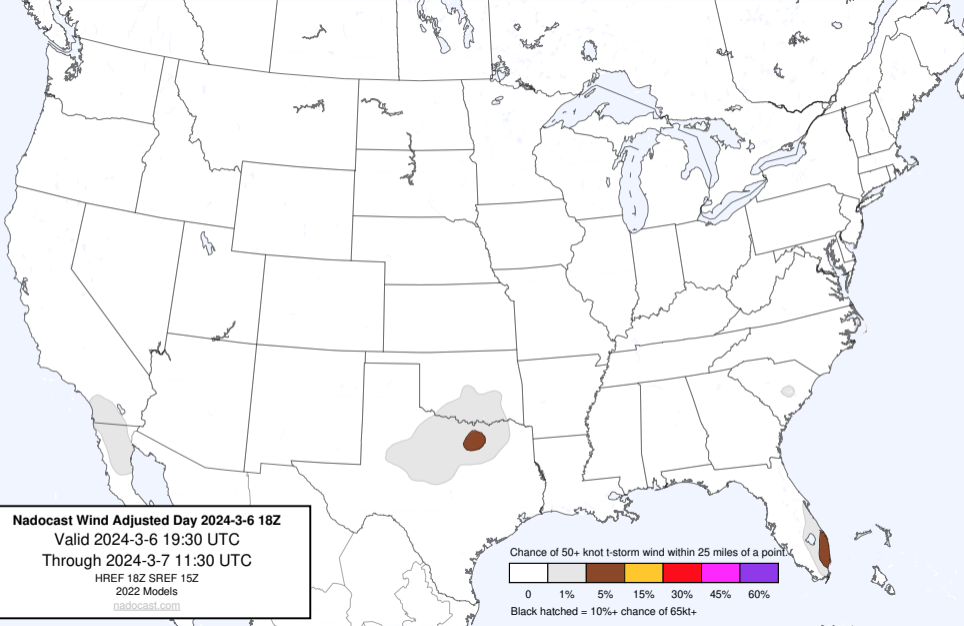 Nadocast Wind Adjusted Day 2024-3-6 18Z
Valid 2024-3-6 19:30 UTC
Through 2024-3-7 11:30 UTC
HREF 18Z SREF 15Z
2022 Models
nadocast.com
Chance of 50+ knot t-storm wind within 25 miles of a point.
0 1% 5% 15% 30% 45% 60%
Black hatched = 10%+ chance of 65kt+